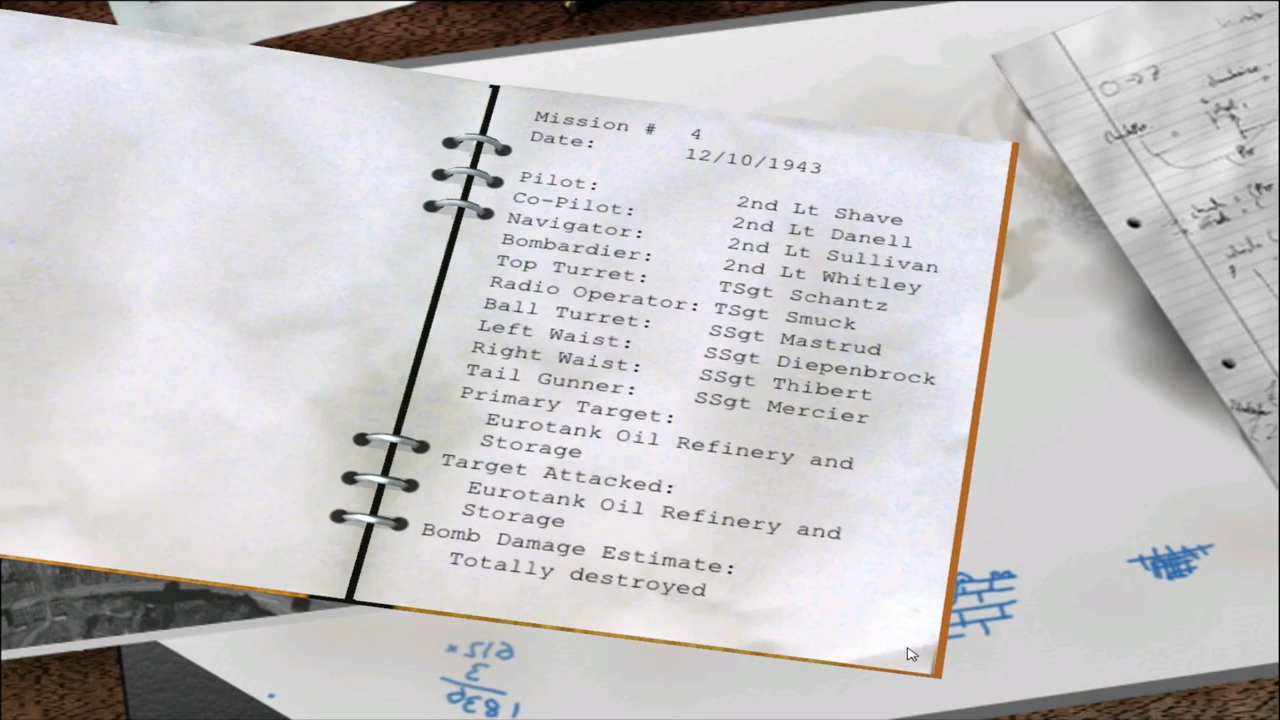 Mission # 4
Date: 12/10/1943
Pilot: 2nd Lt Shave
Co-Pilot: 2nd Lt Danell
Navigator: 2nd Lt Sullivan
Bombardier: 2nd Lt Whitley
Top Turret: TSgt Schantz
Radio Operator: TSgt Smuck
Ball Turret: SSgt Mastrud
Left Waist: SSgt Diepenbrock
Right Waist: SSgt Thibert
Tail Gunner: SSgt Mercier
Primary Target:
Eurotank Oil Refinery and
Storage
Target Attacked:
Eurotank Oil Refinery and
Storage
Bomb Damage Estimate:
Totally destroyed